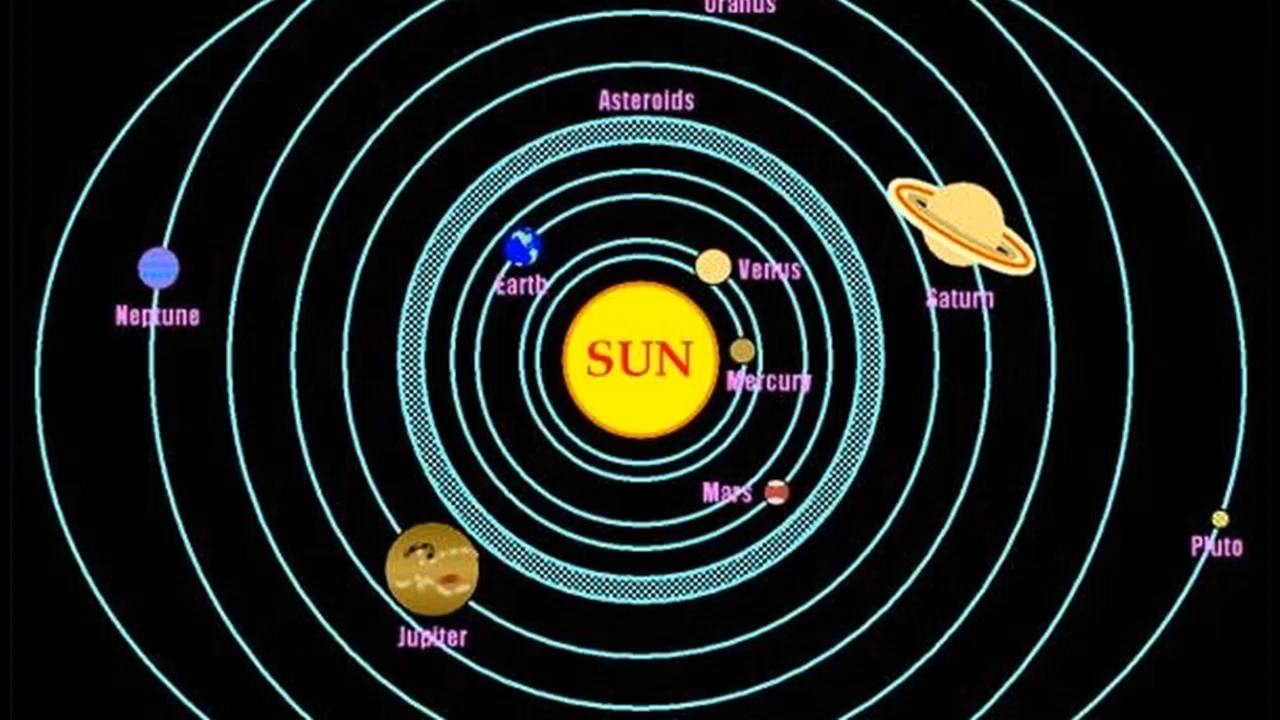 Uranus
Asteroids
Venus
Earth
Saturn
Neptune
SUN
Mercury
Mars
Pluto
Jupiter